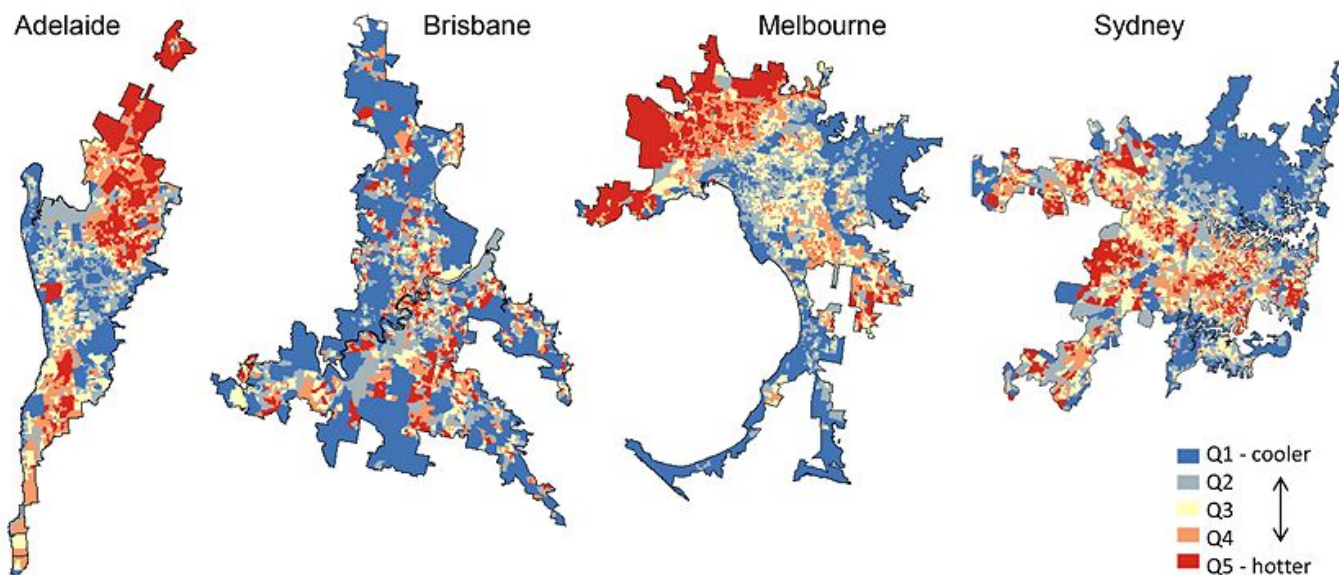 Adelaide
Brisbane
Melbourne
Sydney
Q1 - cooler
Q2
Q3
Q4
Q5 - hotter